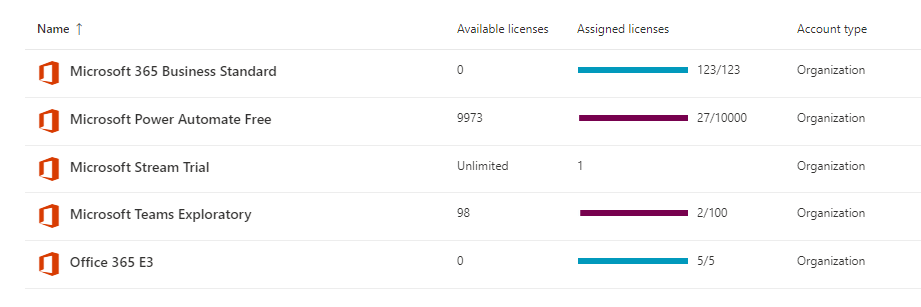 Name ↑ Available licenses Assigned licenses Account type
Microsoft 365 Business Standard 0 123/123 Organization
Microsoft Power Automate Free 9973 27/10000 Organization
Microsoft Stream Trial Unlimited 1 Organization
Microsoft Teams Exploratory 98 2/100 Organization
Office 365 E3 0 5/5 Organization